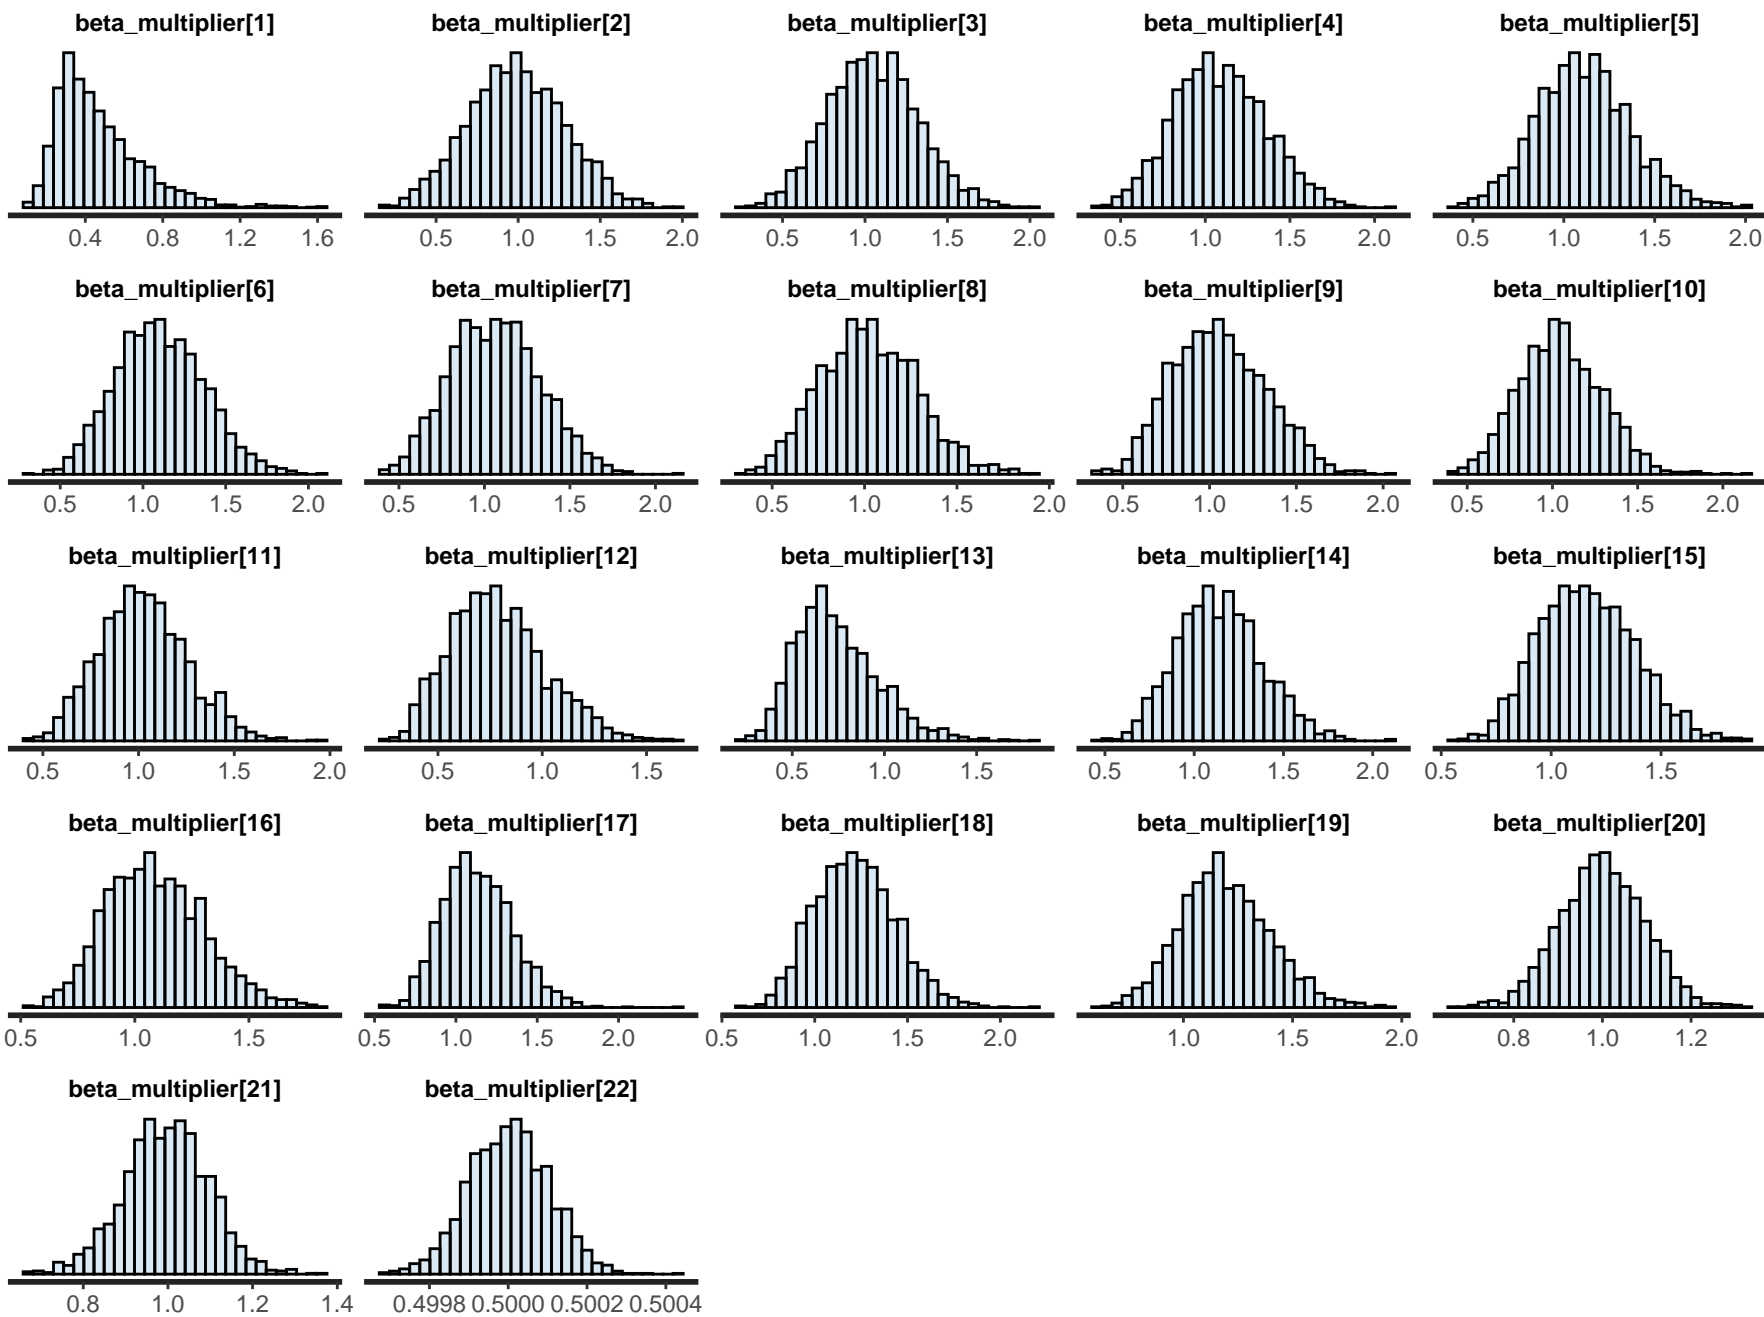 beta_multiplier[1] beta_multiplier[2] beta_multiplier[3] beta_multiplier[4] beta_multiplier[5]
0.4 0.8 1.2 1.6 0.5 1.0 1.5 2.0 0.5 1.0 1.5 2.0 0.5 1.0 1.5 2.0 0.5 1.0 1.5 2.0
beta_multiplier[6] beta_multiplier[7] beta_multiplier[8] beta_multiplier[9] beta_multiplier[10]
0.5 1.0 1.5 2.0 0.5 1.0 1.5 2.0 0.5 1.0 1.5 2.0 0.5 1.0 1.5 2.0 0.5 1.0 1.5 2.0
beta_multiplier[11] beta_multiplier[12] beta_multiplier[13] beta_multiplier[14] beta_multiplier[15]
0.5 1.0 1.5 2.0 0.5 1.0 1.5 0.5 1.0 1.5 0.5 1.0 1.5 2.0 0.5 1.0 1.5
beta_multiplier[16] beta_multiplier[17] beta_multiplier[18] beta_multiplier[19] beta_multiplier[20]
0.5 1.0 1.5 0.5 1.0 1.5 2.0 0.5 1.0 1.5 2.0 1.0 1.5 2.0 0.8 1.0 1.2
beta_multiplier[21] beta_multiplier[22]
0.8 1.0 1.2 1.4 0.4998 0.5000 0.5002 0.5004